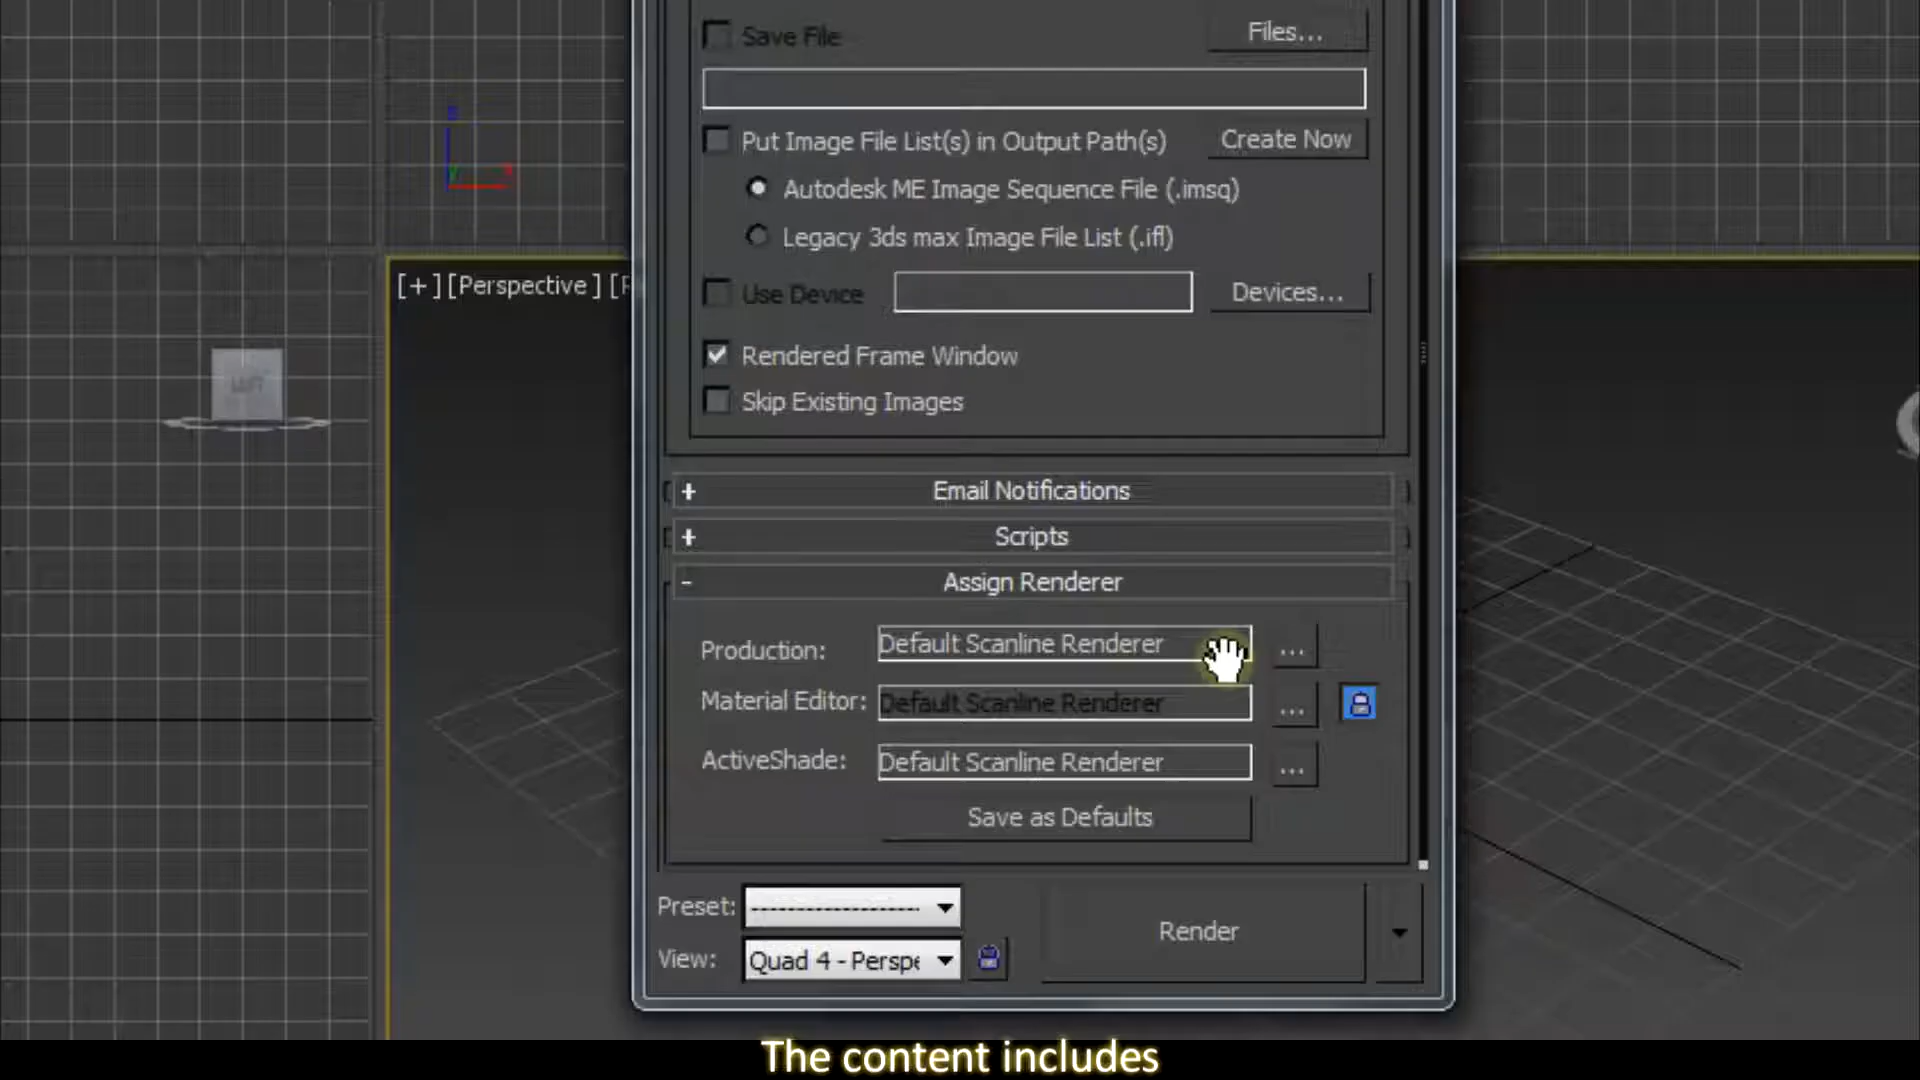 Save File
Files...
Put Image File List(s) in Output Path(s)
Create Now
Autodesk ME Image Sequence File (.imsq)
Legacy 3ds max Image File List (.ifl)
[+][Perspective][
Use Device
Devices...
Rendered Frame Window
Skip Existing Images
+ Email Notifications
+ Scripts
- Assign Renderer
Production: Default Scanline Renderer ...
Material Editor: Default Scanline Renderer ...
ActiveShade: Default Scanline Renderer ...
Save as Defaults
Preset: --------------------
View: Quad 4 - Perspe
Render
The content includes